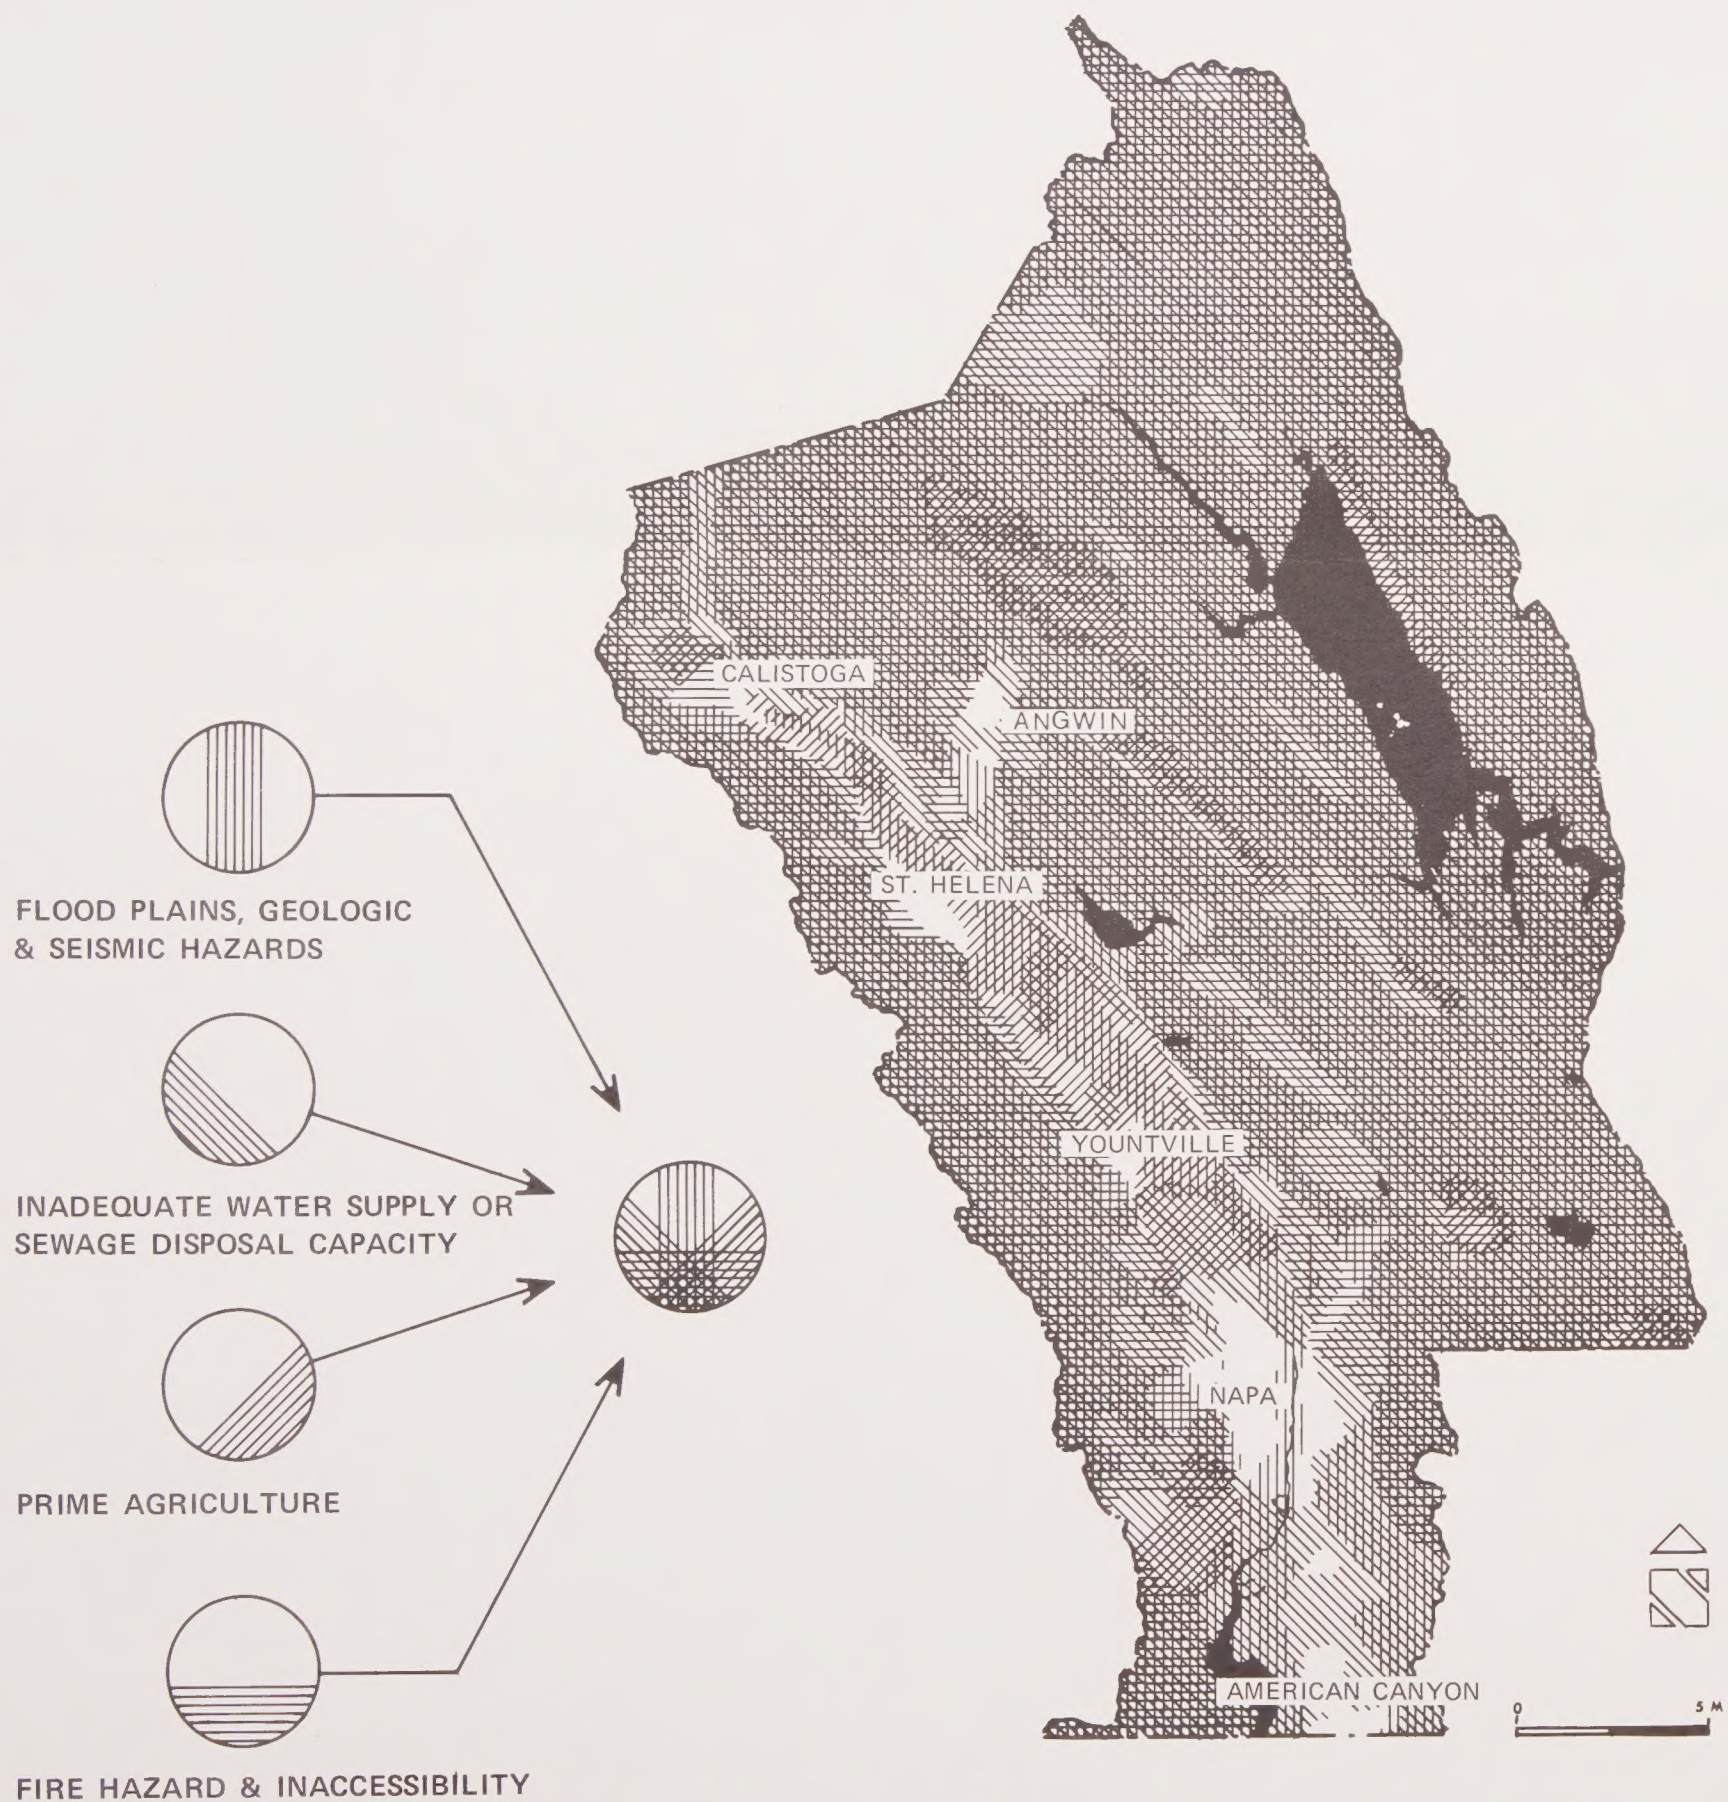 CALISTOGA
ANGWIN
ST. HELENA
YOUNTVILLE
NAPA
AMERICAN CANYON
FLOOD PLAINS, GEOLOGIC
& SEISMIC HAZARDS
INADEQUATE WATER SUPPLY OR
SEWAGE DISPOSAL CAPACITY
PRIME AGRICULTURE
FIRE HAZARD & INACCESSIBILITY
0 5 M